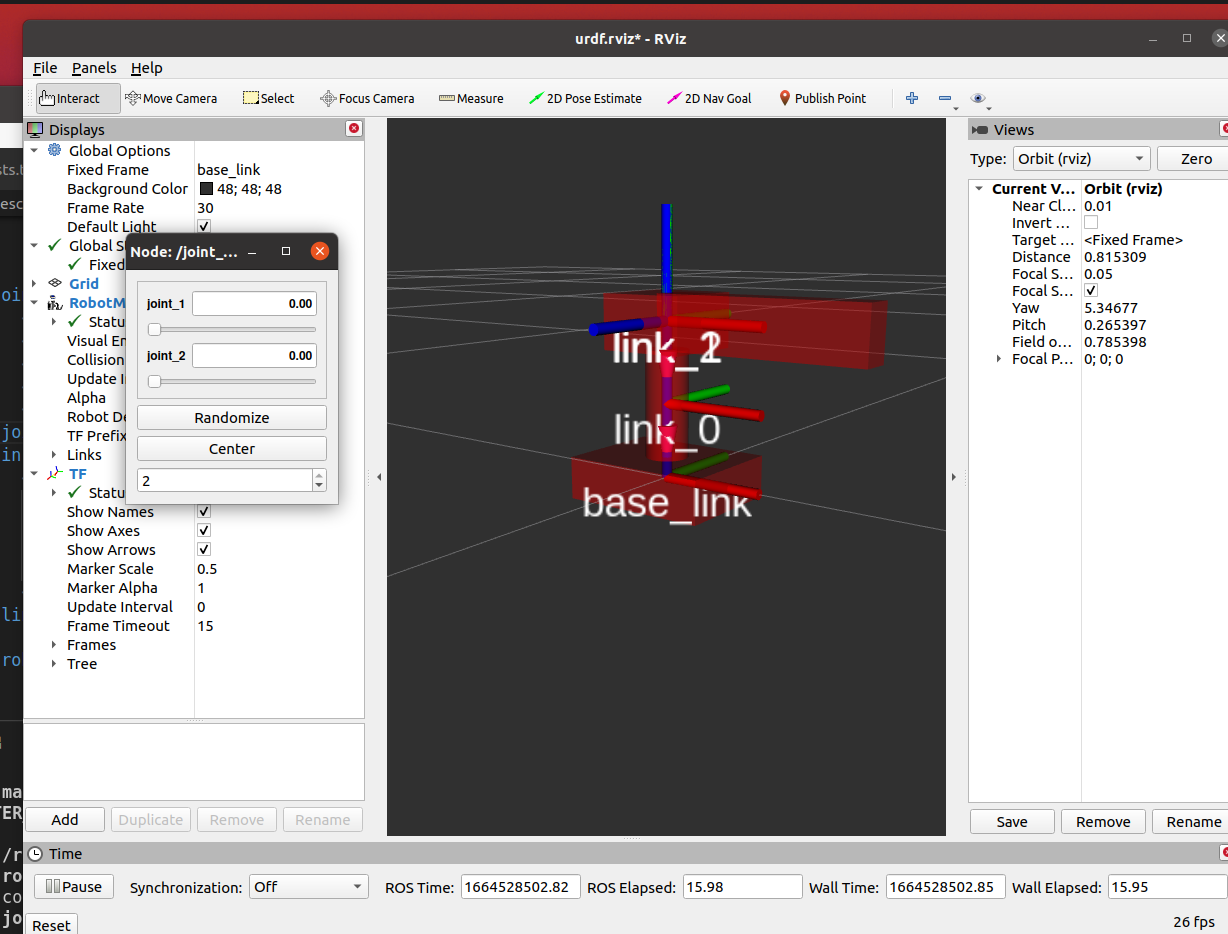 urdf.rviz* - RViz
File Panels Help
Interact Move Camera Select Focus Camera Measure 2D Pose Estimate 2D Nav Goal Publish Point
Displays
Global Options
Fixed Frame base_link
Background Color 48; 48; 48
Frame Rate 30
Default Light
Global S
Fixed
Grid
RobotM
Statu
Visual En
Collision
Update I
Alpha
Robot De
TF Prefix
Links
TF
Statu
Show Names
Show Axes
Show Arrows
Marker Scale 0.5
Marker Alpha 1
Update Interval 0
Frame Timeout 15
Frames
Tree
Add Duplicate Remove Rename
Node: /joint_...
joint_1 0.00
joint_2 0.00
Randomize
Center
2
link_2
link_0
base_link
Views
Type: Orbit (rviz) Zero
Current V... Orbit (rviz)
Near Cl... 0.01
Invert ...
Target ... <Fixed Frame>
Distance 0.815309
Focal S... 0.05
Focal S...
Yaw 5.34677
Pitch 0.265397
Field o... 0.785398
Focal P... 0; 0; 0
Save Remove Rename
Time
Pause Synchronization: Off ROS Time: 1664528502.82 ROS Elapsed: 15.98 Wall Time: 1664528502.85 Wall Elapsed: 15.95
Reset 26 fps
sts.t
esc
oi
jo
in
li
ro
ma
TER
/r
ro
co
jo